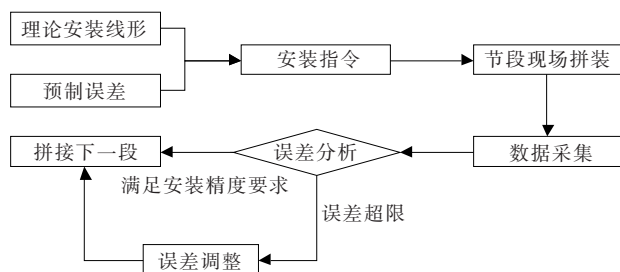 理论安装线形
安装指令
节段现场拼装
预制误差
拼接下一段
误差分析
数据采集
满足安装精度要求
误差超限
误差调整